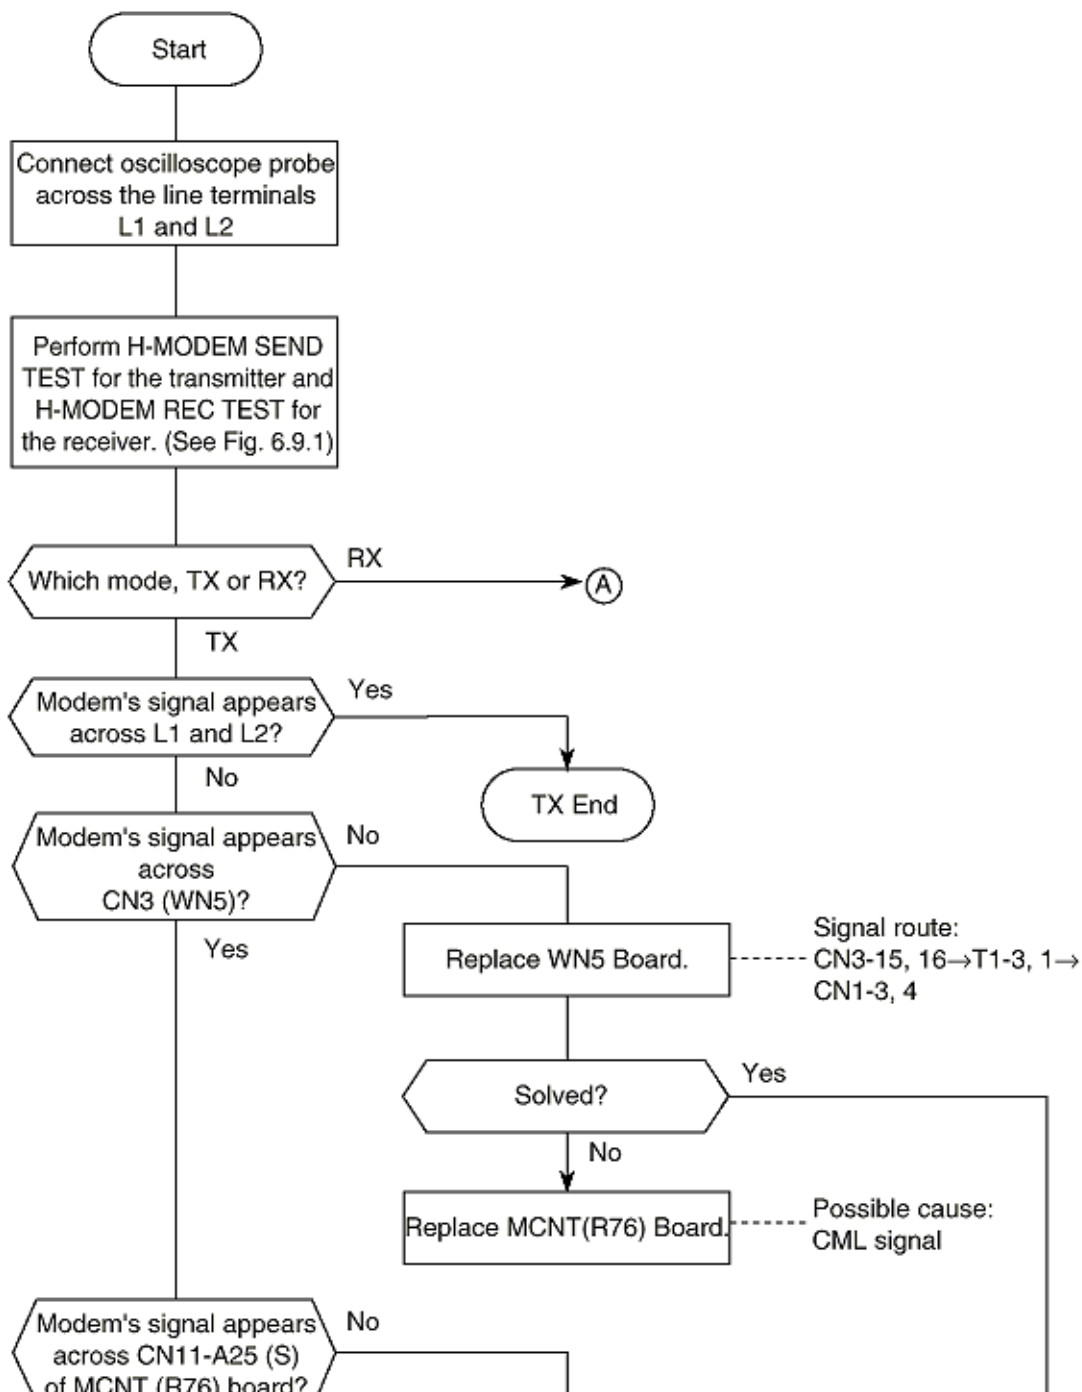 Start
Connect oscilloscope probe
across the line terminals
L1 and L2
Perform H-MODEM SEND
TEST for the transmitter and
H-MODEM REC TEST for
the receiver. (See Fig. 6.9.1)
Which mode, TX or RX?
RX
A
TX
Modem's signal appears
across L1 and L2?
Yes
No
TX End
Modem's signal appears
across
CN3 (WN5)?
No
Yes
Replace WN5 Board.
Signal route:
CN3-15, 16→T1-3, 1→
CN1-3, 4
Solved?
Yes
No
Replace MCNT(R76) Board.
Possible cause:
CML signal
Modem's signal appears
across CN11-A25 (S)
of MCNT (R76) board?
No